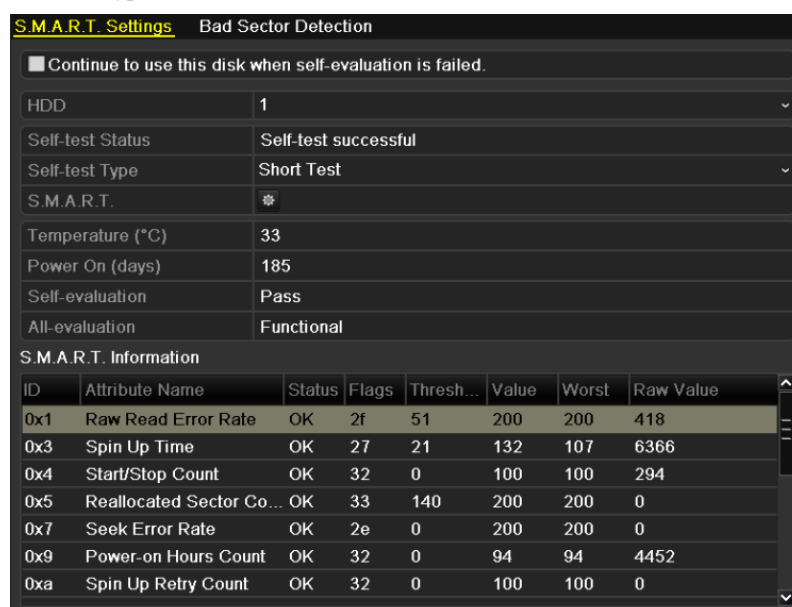 S.M.A.R.T. Settings Bad Sector Detection
Continue to use this disk when self-evaluation is failed.
HDD 1
Self-test Status Self-test successful
Self-test Type Short Test
S.M.A.R.T.
Temperature (°C) 33
Power On (days) 185
Self-evaluation Pass
All-evaluation Functional
S.M.A.R.T. Information
ID Attribute Name Status Flags Thresh... Value Worst Raw Value
0x1 Raw Read Error Rate OK 2f 51 200 200 418
0x3 Spin Up Time OK 27 21 132 107 6366
0x4 Start/Stop Count OK 32 0 100 100 294
0x5 Reallocated Sector Co... OK 33 140 200 200 0
0x7 Seek Error Rate OK 2e 0 200 200 0
0x9 Power-on Hours Count OK 32 0 94 94 4452
0xa Spin Up Retry Count OK 32 0 100 100 0